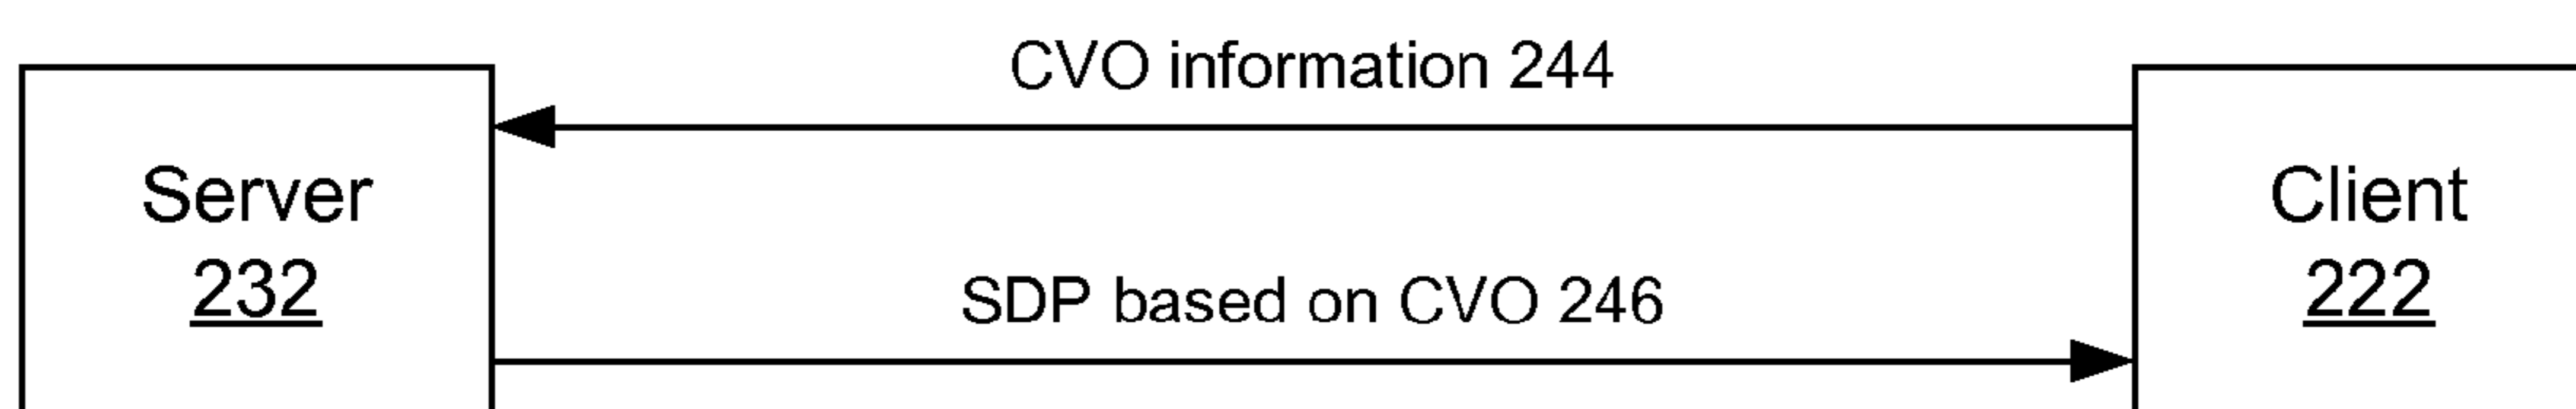 CVO information 244
Server
232
Client
222
SDP based on CVO 246